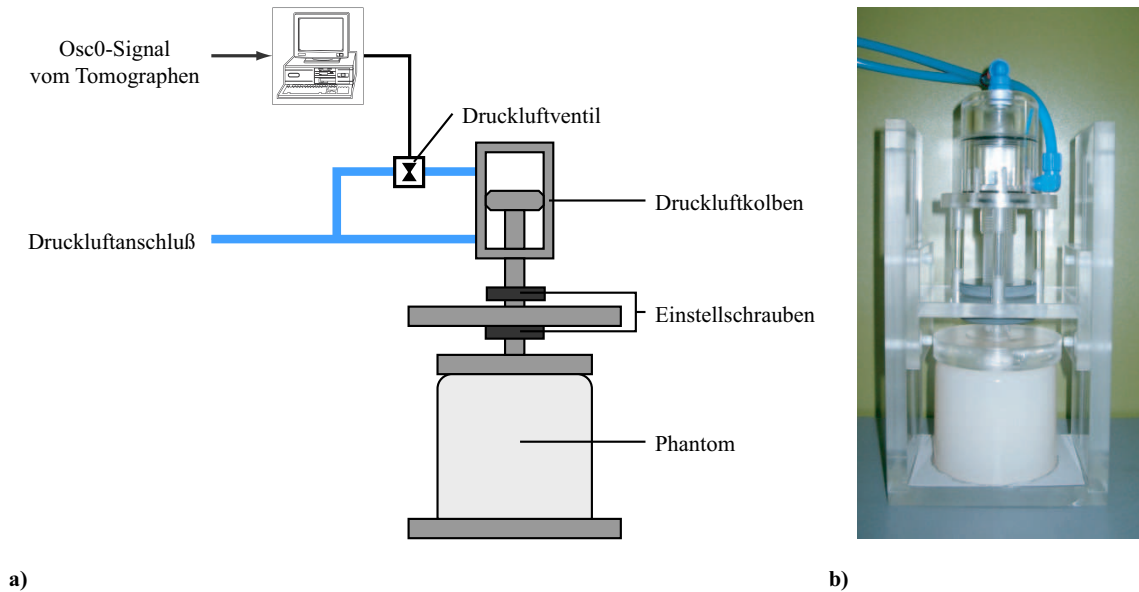 Osc0-Signal
vom Tomographen
Druckluftventil
Druckluftkolben
Druckluftanschluß
Einstellschrauben
Phantom
a)
b)